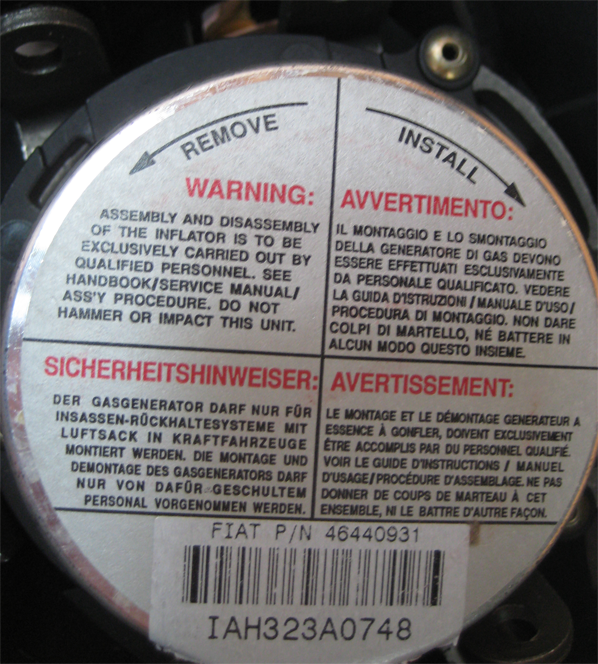 REMOVE
INSTALL
WARNING:
ASSEMBLY AND DISASSEMBLY
OF THE INFLATOR IS TO BE
EXCLUSIVELY CARRIED OUT BY
QUALIFIED PERSONNEL. SEE
HANDBOOK/SERVICE MANUAL/
ASS'Y PROCEDURE. DO NOT
HAMMER OR IMPACT THIS UNIT.
AVVERTIMENTO:
IL MONTAGGIO E LO SMONTAGGIO
DELLA GENERATORE DI GAS DEVONO
ESSERE EFFETTUATI ESCLUSIVAMENTE
DA PERSONALE QUALIFICATO. VEDERE
LA GUIDA D'ISTRUZIONI / MANUALE D'USO/
PROCEDURA DI MONTAGGIO. NON DARE
COLPI DI MARTELLO, NÉ BATTERE IN
ALCUN MODO QUESTO INSIEME.
SICHERHEITSHINWEISER:
DER GASGENERATOR DARF NUR FÜR
INSASSEN-RÜCKHALTESYSTEME MIT
LUFTSACK IN KRAFTFAHRZEUGE
MONTIERT WERDEN. DIE MONTAGE UND
DEMONTAGE DES GASGENERATORS DARF
NUR VON DAFÜR GESCHULTEM
PERSONAL VORGENOMMEN WERDEN.
AVERTISSEMENT:
LE MONTAGE ET LE DÉMONTAGE GENERATEUR A
ESSENCE À GONFLER, DOIVENT EXCLUSIVEMENT
ÊTRE ACCOMPLIS PAR DU PERSONNEL QUALIFIÉ.
VOIR LE GUIDE D'INSTRUCTIONS / MANUEL
D'USAGE/PROCÉDURE D'ASSEMBLAGE. NE PAS
DONNER DE COUPS DE MARTEAU À CET
ENSEMBLE, NI LE BATTRE D'AUTRE FAÇON.
FIAT P/N 46440931
IAH323A0748